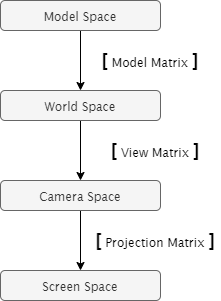 Model Space
[ Model Matrix ]
World Space
[ View Matrix ]
Camera Space
[ Projection Matrix ]
Screen Space